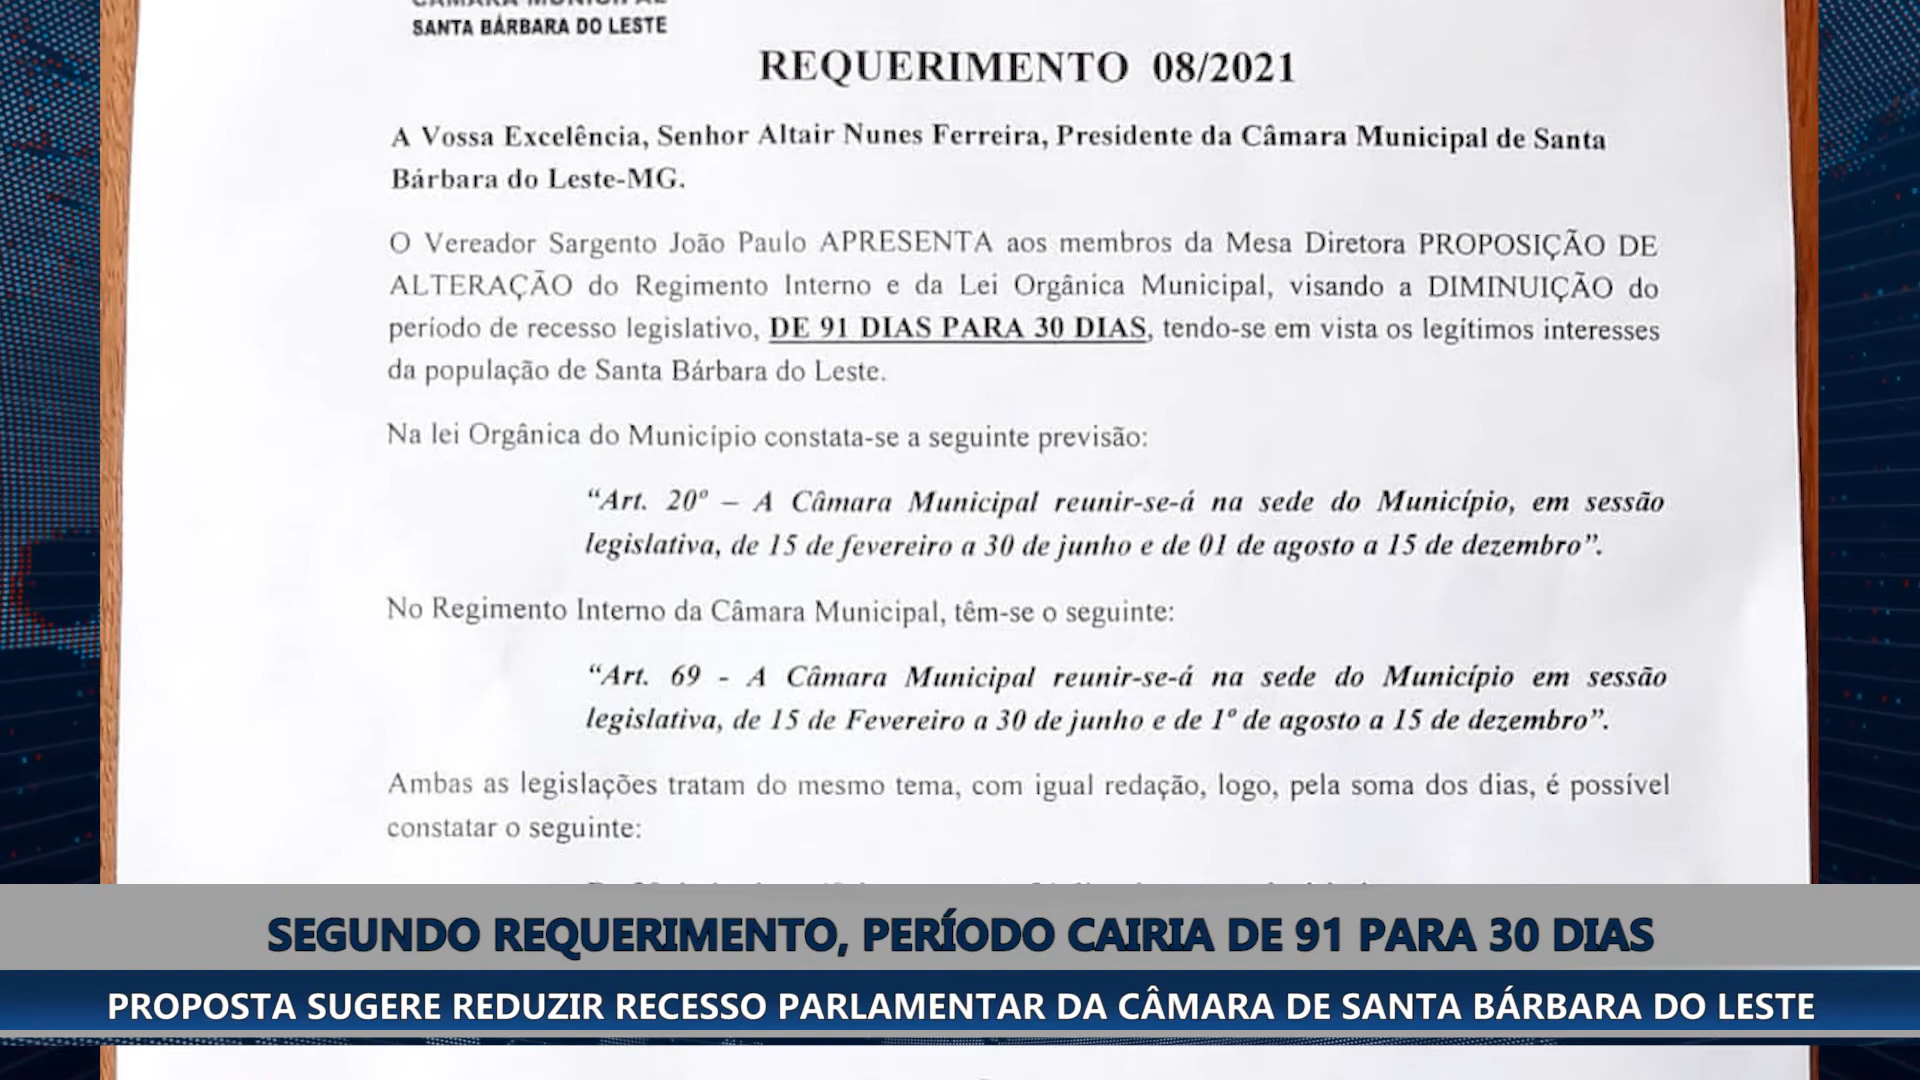 CÂMARA MUNICIPAL
SANTA BÁRBARA DO LESTE
REQUERIMENTO 08/2021
A Vossa Excelência, Senhor Altair Nunes Ferreira, Presidente da Câmara Municipal de Santa
Bárbara do Leste-MG.
O Vereador Sargento João Paulo APRESENTA aos membros da Mesa Diretora PROPOSIÇÃO DE
ALTERAÇÃO do Regimento Interno e da Lei Orgânica Municipal, visando a DIMINUIÇÃO do
período de recesso legislativo, DE 91 DIAS PARA 30 DIAS, tendo-se em vista os legítimos interesses
da população de Santa Bárbara do Leste.
Na lei Orgânica do Município constata-se a seguinte previsão:
“Art. 20º – A Câmara Municipal reunir-se-á na sede do Município, em sessão
legislativa, de 15 de fevereiro a 30 de junho e de 01 de agosto a 15 de dezembro”.
No Regimento Interno da Câmara Municipal, têm-se o seguinte:
“Art. 69 - A Câmara Municipal reunir-se-á na sede do Município em sessão
legislativa, de 15 de Fevereiro a 30 de junho e de 1º de agosto a 15 de dezembro”.
Ambas as legislações tratam do mesmo tema, com igual redação, logo, pela soma dos dias, é possível
constatar o seguinte:
SEGUNDO REQUERIMENTO, PERÍODO CAIRIA DE 91 PARA 30 DIAS
PROPOSTA SUGERE REDUZIR RECESSO PARLAMENTAR DA CÂMARA DE SANTA BÁRBARA DO LESTE